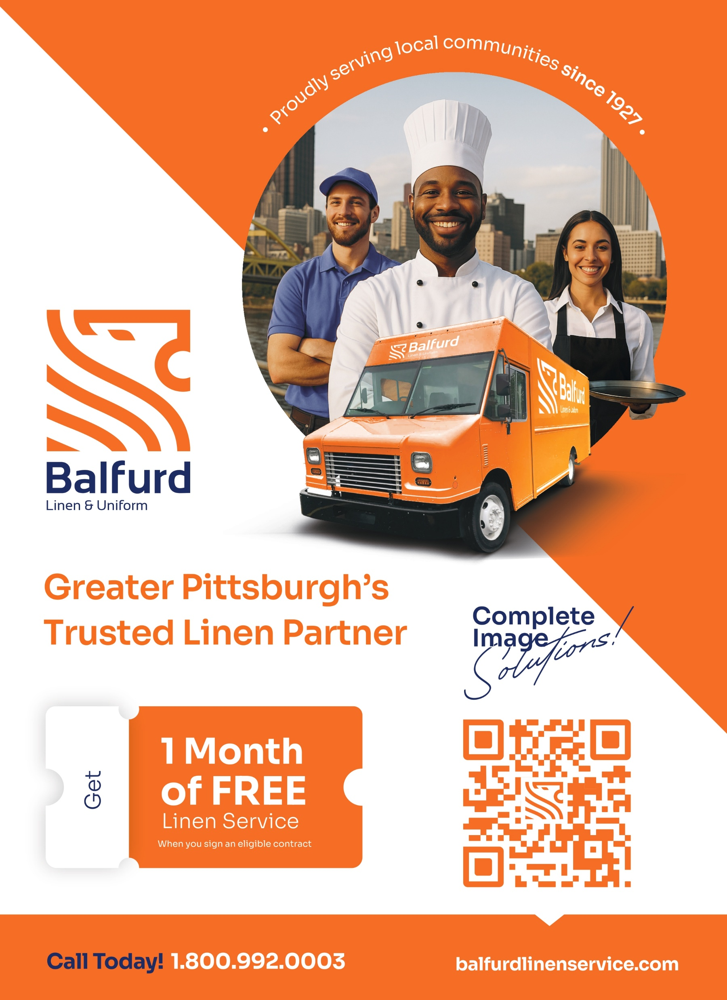 • Proudly serving local communities since 1927 •
Balfurd
Linen & Uniform
Balfurd
Linen & Uniform
Balfurd
Linen & Uniform
Greater Pittsburgh’s
Trusted Linen Partner
Complete
Image
Solutions!
Get
1 Month
of FREE
Linen Service
When you sign an eligible contract
Call Today! 1.800.992.0003
balfurdlinenservice.com